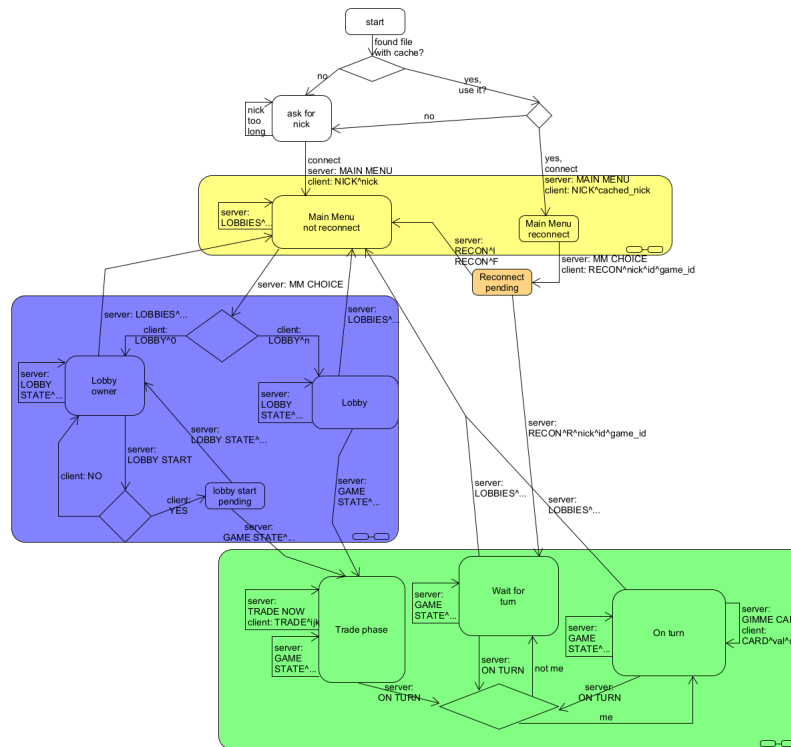 start
found file
with cache?
no
yes,
use it?
nick
too
long
ask for
nick
no
connect
server: MAIN MENU
client: NICK^nick
yes,
connect
server: MAIN MENU
client: NICK^cached_nick
server:
LOBBIES^...
Main Menu
not reconnect
Main Menu
reconnect
server:
RECON^I
RECON^F
server: MM CHOICE
client: RECON^nick^id^game_id
Reconnect
pending
server: MM CHOICE
server: LOBBIES^...
server:
LOBBIES^...
client:
LOBBY^0
client:
LOBBY^n
server:
LOBBY
STATE^...
Lobby
owner
server:
LOBBY
STATE^...
Lobby
server:
LOBBY STATE^...
server:
RECON^R^nick^id^game_id
server:
LOBBY START
client: NO
server:
GAME
STATE^...
client:
YES
lobby start
pending
server:
LOBBIES^...
server:
LOBBIES^...
server:
GAME STATE^...
server:
TRADE NOW
client: TRADE^ijk
server:
GAME
STATE^...
Trade phase
server:
GAME
STATE^...
Wait for
turn
server:
GAME
STATE^...
On turn
server:
GIMME CAR
client:
CARD^val^c
server:
ON TURN
not me
server:
ON TURN
server:
ON TURN
me